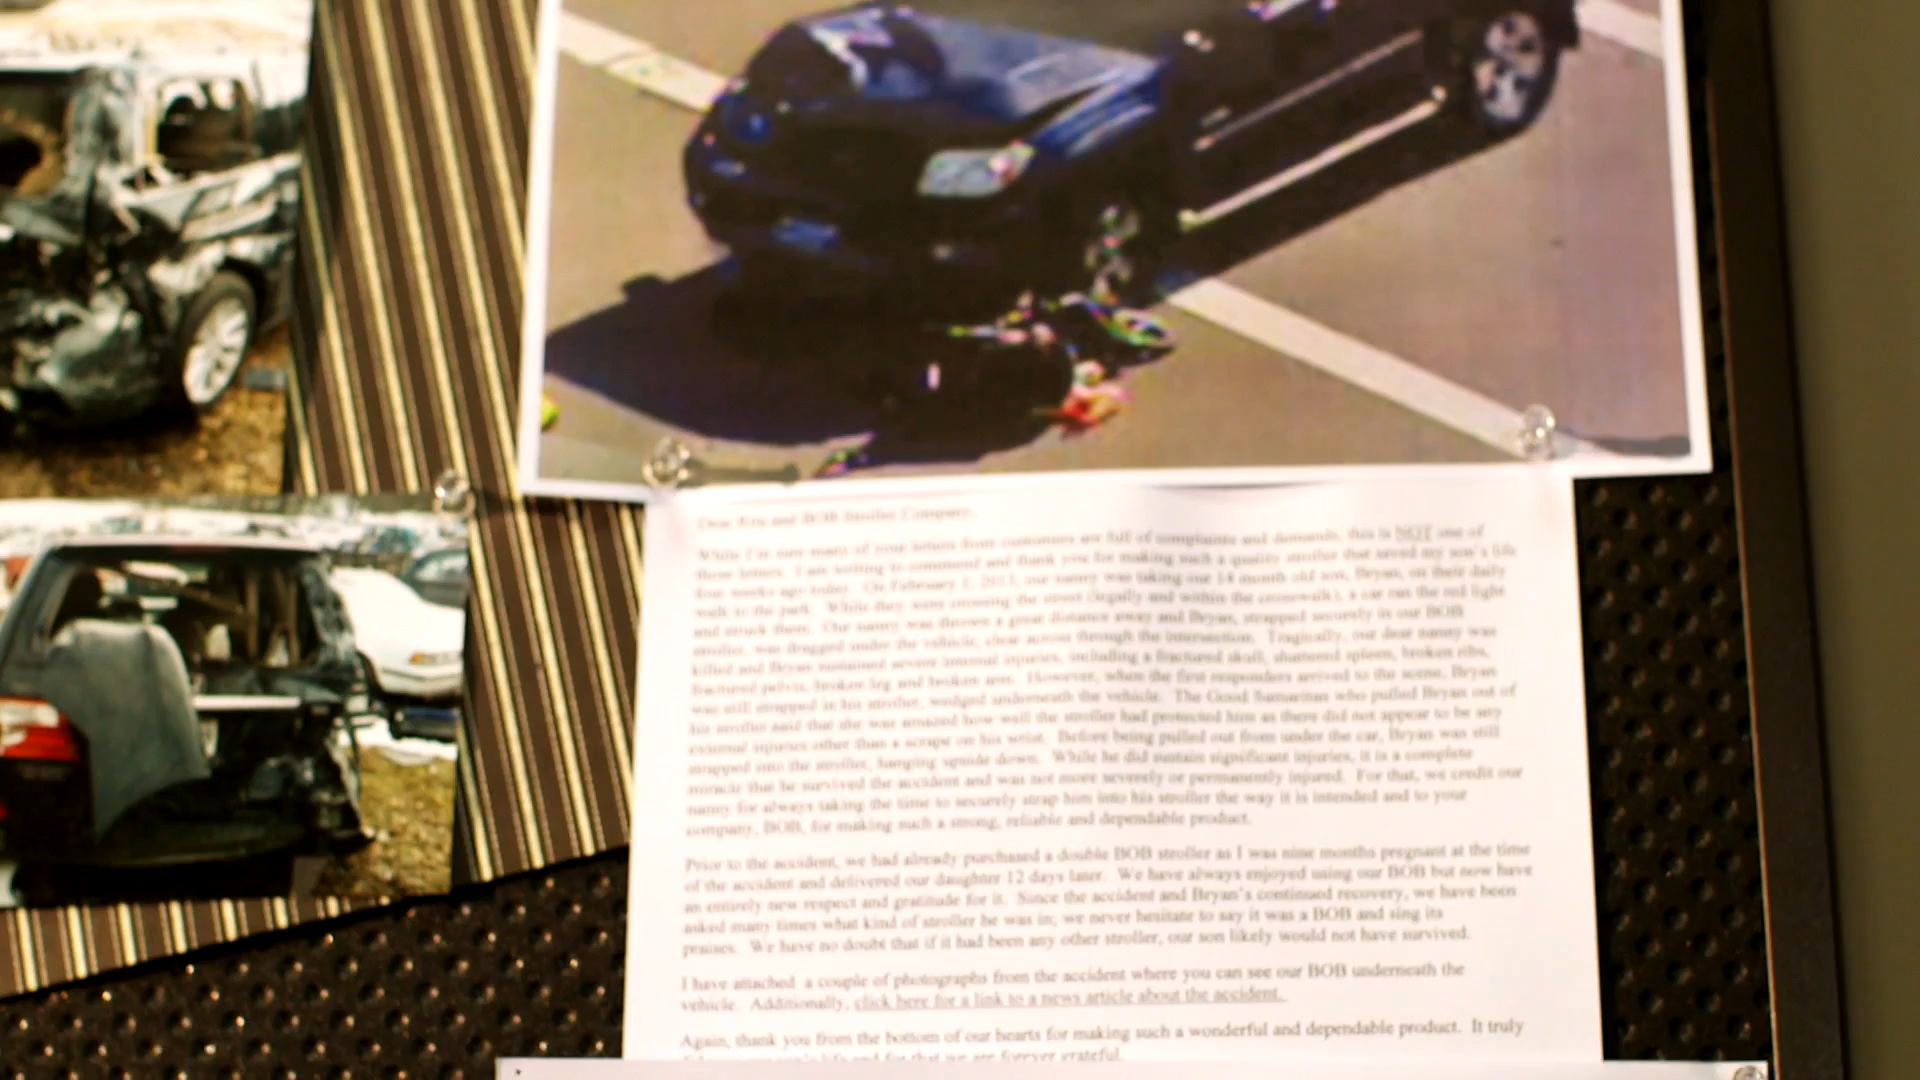 Dear and BOB Stroller Company,
While I'm sure many of your letters from customers are full of complaints and demands, this is NOT one of
those letters. I am writing to commend and thank you for making such a quality stroller that saved my son's life
four weeks ago today. On February 1, our nanny was taking our 14 month old son, Bryan, on their daily
walk to the park. While they were crossing the street (legally and within the crosswalk), a car ran the red light
and struck them. Our nanny was thrown a great distance away and Bryan, strapped securely in our BOB
stroller, was dragged under the vehicle, clear across through the intersection. Tragically, our dear nanny was
killed and Bryan sustained severe internal injuries, including a fractured skull, shattered spleen, broken ribs,
fractured pelvis, broken leg and broken arm. However, when the first responders arrived to the scene, Bryan
was still strapped in his stroller, wedged underneath the vehicle. The Good Samaritan who pulled Bryan out of
his stroller said that she was amazed how well the stroller had protected him as there did not appear to be any
external injuries other than a scrape on his wrist. Before being pulled out from under the car, Bryan was still
strapped into the stroller, hanging upside down. While he did sustain significant injuries, it is a complete
miracle that he survived the accident and was not more severely or permanently injured. For that, we credit our
nanny for always taking the time to securely strap him into his stroller the way it is intended and to your
company, BOB, for making such a strong, reliable and dependable product.
Prior to the accident, we had already purchased a double BOB stroller as I was nine months pregnant at the time
of the accident and delivered our daughter 12 days later. We have always enjoyed using our BOB but now have
an entirely new respect and gratitude for it. Since the accident and Bryan's continued recovery, we have been
asked many times what kind of stroller he was in; we never hesitate to say it was a BOB and sing its
praises. We have no doubt that if it had been any other stroller, our son likely would not have survived.
I have attached a couple of photographs from the accident where you can see our BOB underneath the
vehicle. Additionally, click here for a link to a news article about the accident.
Again, thank you from the bottom of our hearts for making such a wonderful and dependable product. It truly
life and for that we are forever grateful.